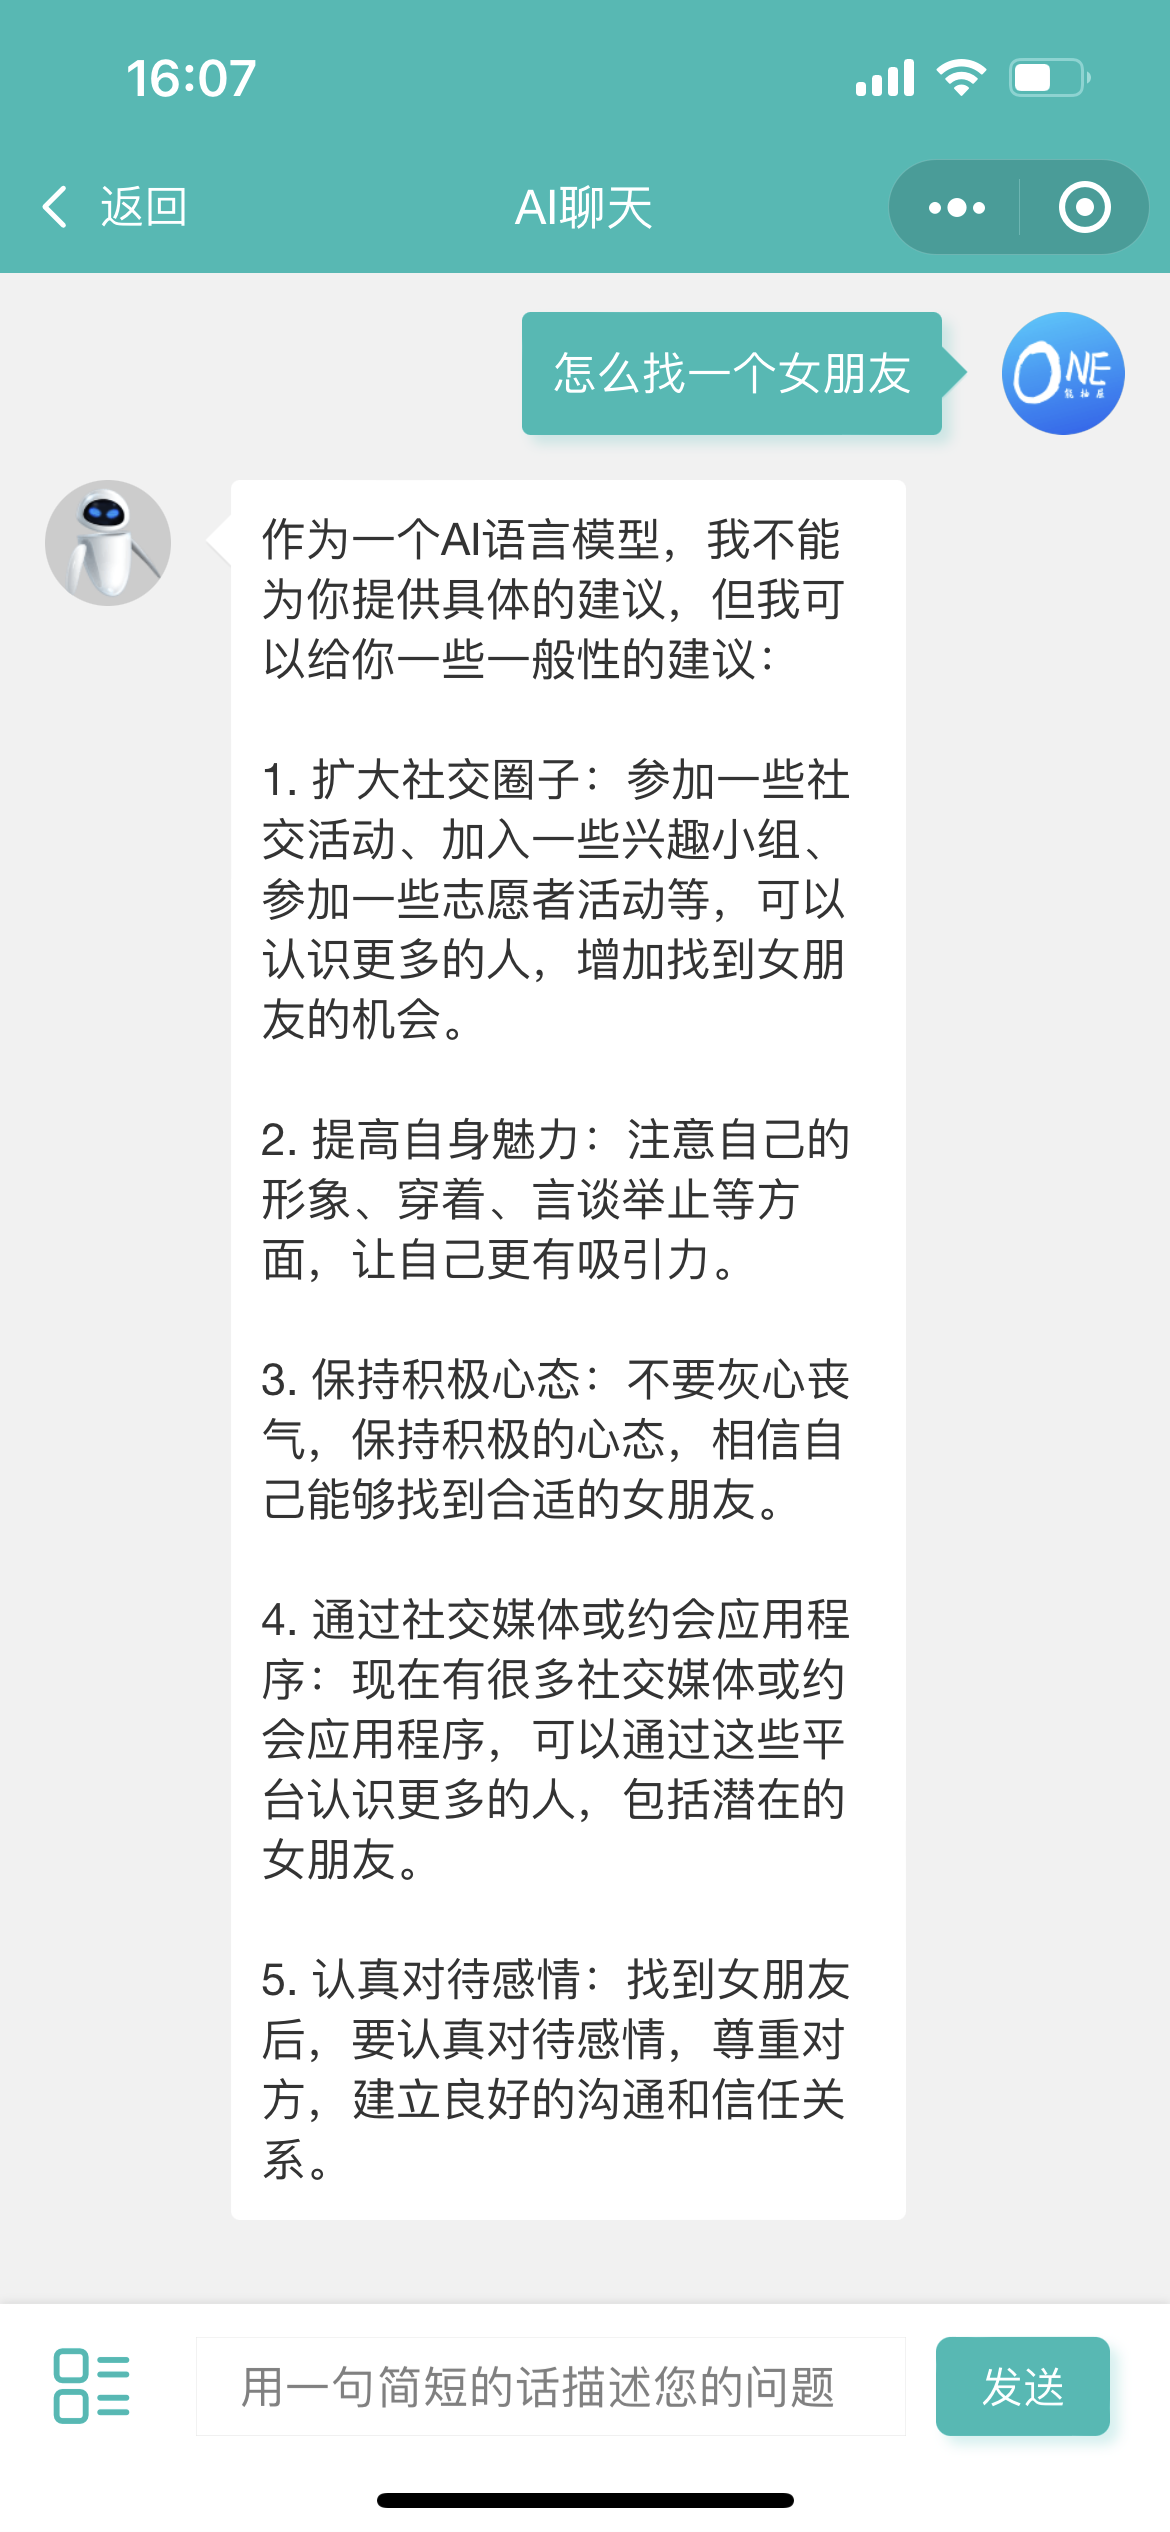 16:07
返回
AI聊天
怎么找一个女朋友
ONE
能抽屉
作为一个AI语言模型，我不能
为你提供具体的建议，但我可
以给你一些一般性的建议：
1. 扩大社交圈子：参加一些社
交活动、加入一些兴趣小组、
参加一些志愿者活动等，可以
认识更多的人，增加找到女朋
友的机会。
2. 提高自身魅力：注意自己的
形象、穿着、言谈举止等方
面，让自己更有吸引力。
3. 保持积极心态：不要灰心丧
气，保持积极的心态，相信自
己能够找到合适的女朋友。
4. 通过社交媒体或约会应用程
序：现在有很多社交媒体或约
会应用程序，可以通过这些平
台认识更多的人，包括潜在的
女朋友。
5. 认真对待感情：找到女朋友
后，要认真对待感情，尊重对
方，建立良好的沟通和信任关
系。
用一句简短的话描述您的问题
发送